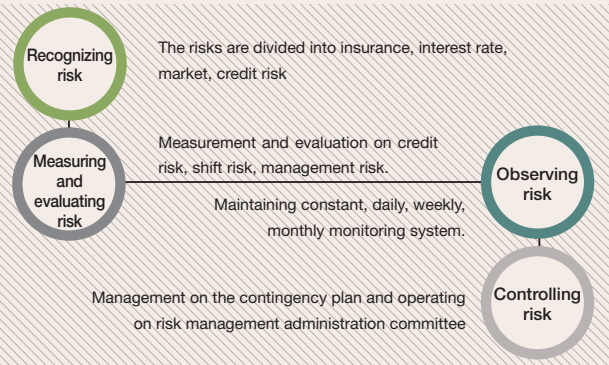 Recognizing
risk
The risks are divided into insurance, interest rate,
market, credit risk
Measuring
and
evaluating
risk
Measurement and evaluation on credit
risk, shift risk, management risk.
Observing
risk
Maintaining constant, daily, weekly,
monthly monitoring system.
Controlling
risk
Management on the contingency plan and operating
on risk management administration committee